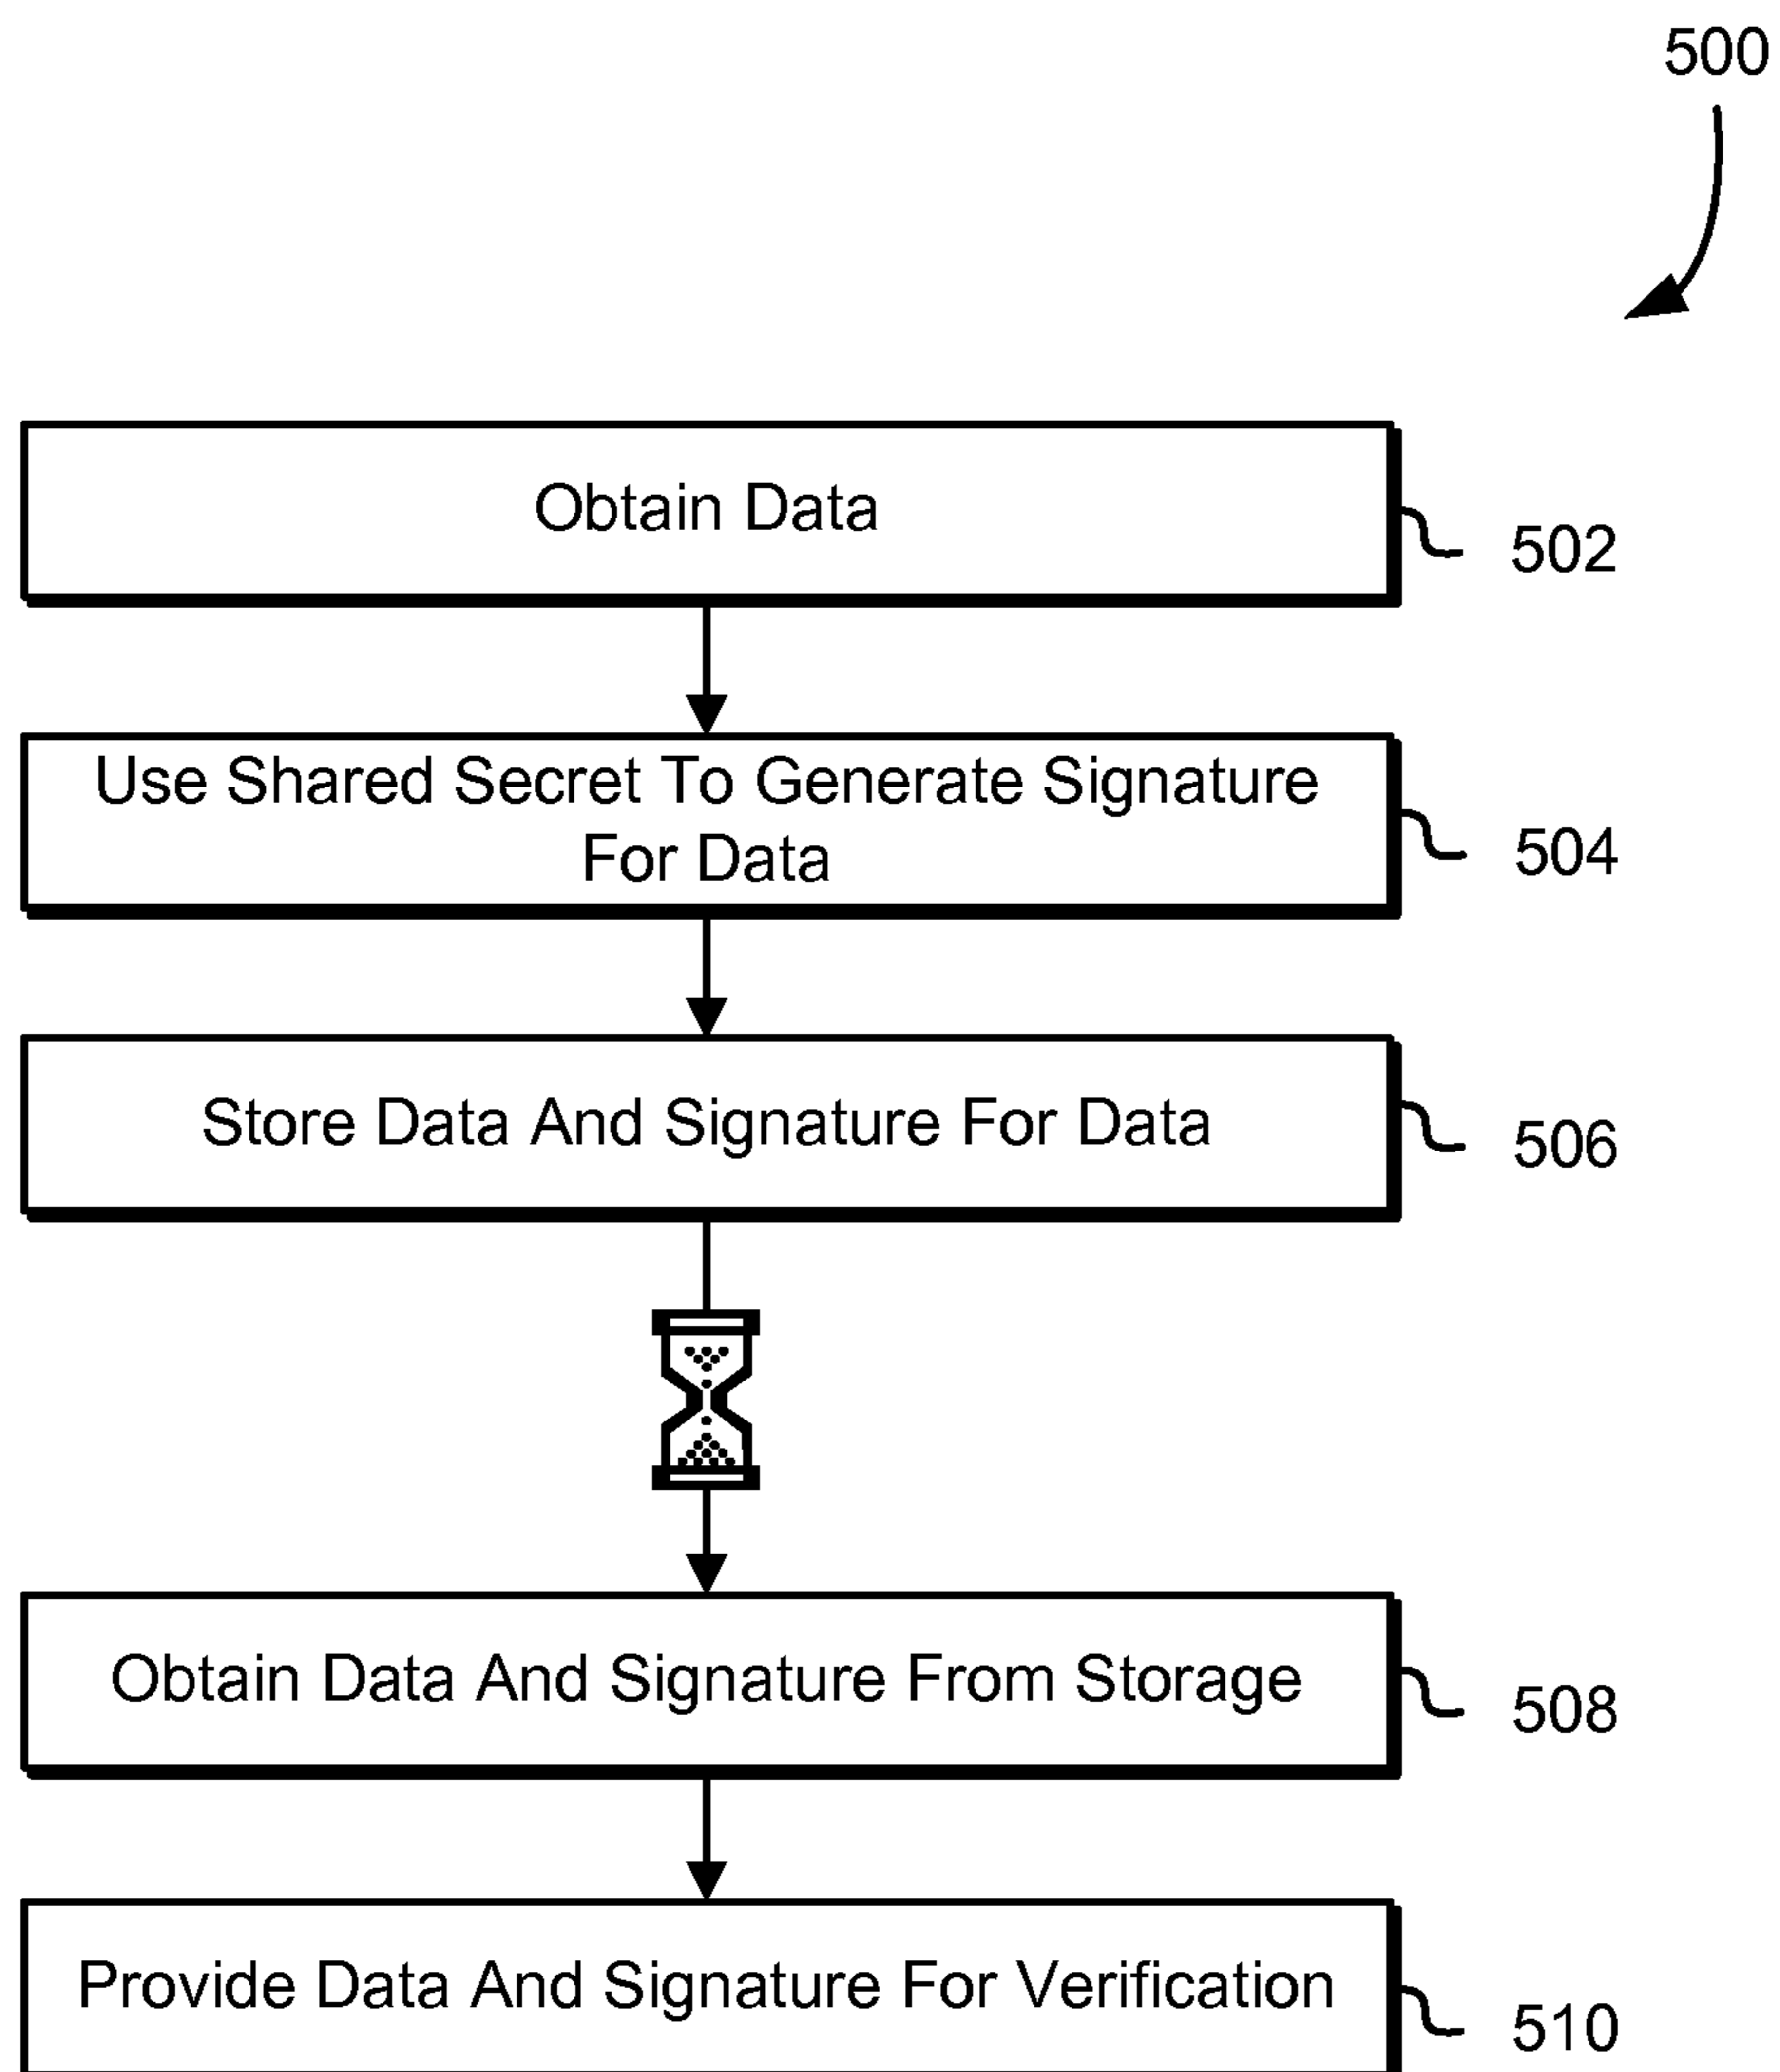 500
Obtain Data
502
Use Shared Secret To Generate Signature
For Data
504
Store Data And Signature For Data
506
Obtain Data And Signature From Storage
508
Provide Data And Signature For Verification
510